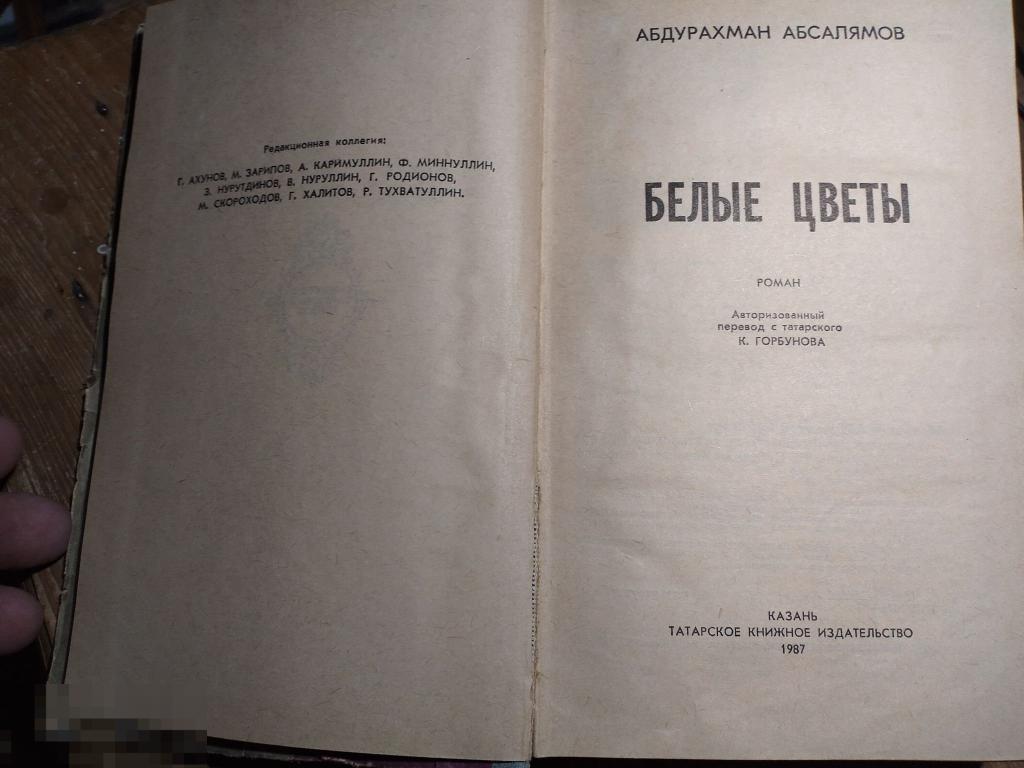 Редакционная коллегия:
Г. АХУНОВ, М. ЗАРИПОВ, А. КАРИМУЛЛИН, Ф. МИННУЛЛИН,
З. НУРУТДИНОВ, В. НУРУЛЛИН, Г. РОДИОНОВ,
М. СКОРОХОДОВ, Г. ХАЛИТОВ, Р. ТУХВАТУЛЛИН.
АБДУРАХМАН АБСАЛЯМОВ
БЕЛЫЕ ЦВЕТЫ
РОМАН
Авторизованный
перевод с татарского
К. ГОРБУНОВА
КАЗАНЬ
ТАТАРСКОЕ КНИЖНОЕ ИЗДАТЕЛЬСТВО
1987